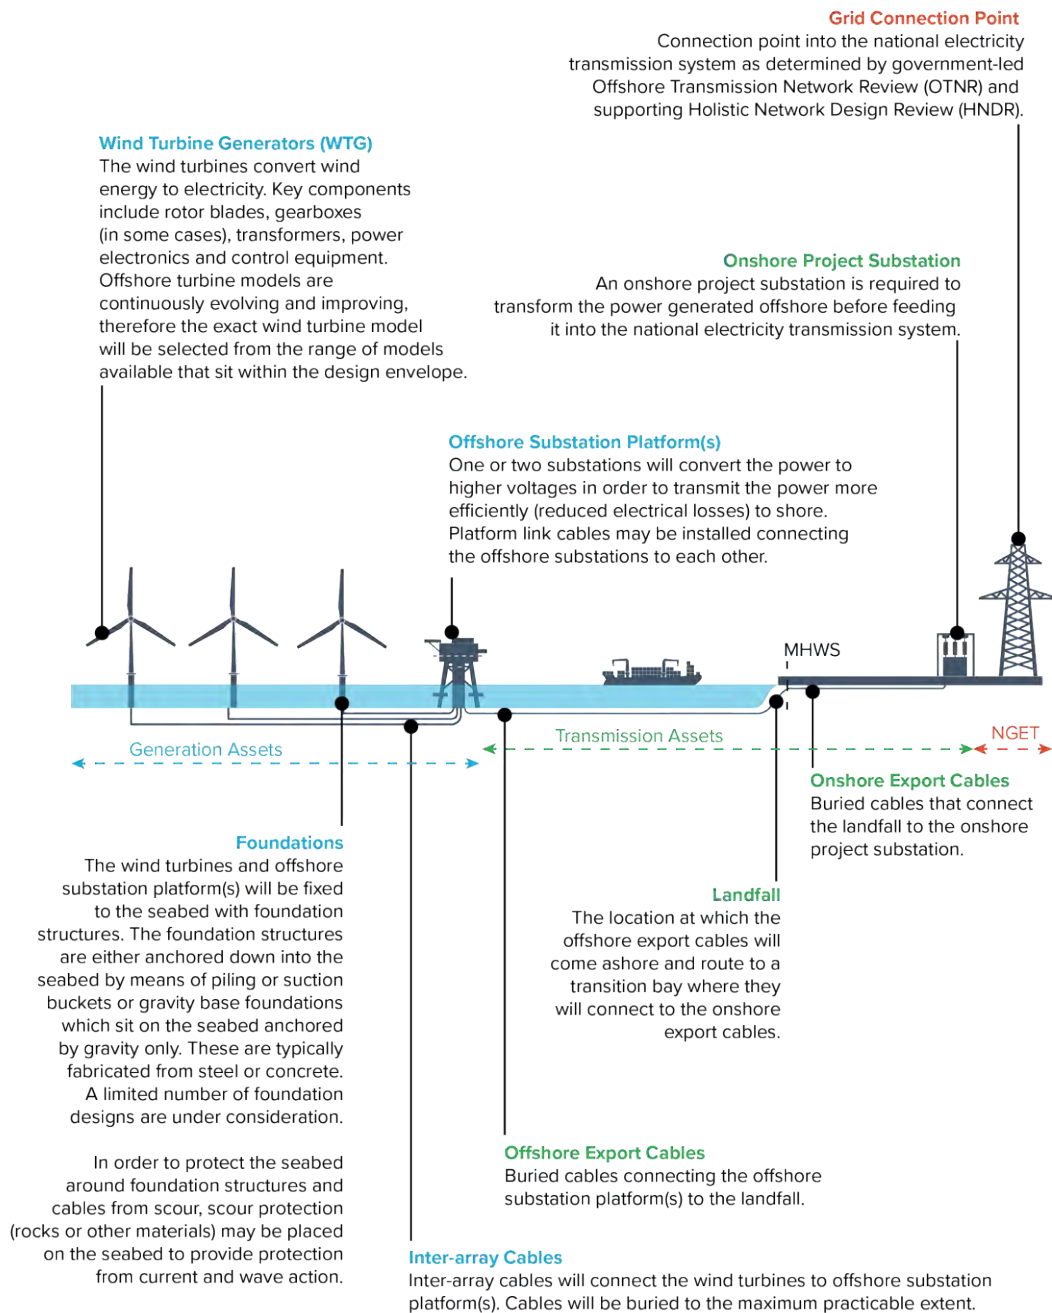 Grid Connection Point
Connection point into the national electricity
transmission system as determined by government-led
Offshore Transmission Network Review (OTNR) and
supporting Holistic Network Design Review (HNDR).
Wind Turbine Generators (WTG)
The wind turbines convert wind
energy to electricity. Key components
include rotor blades, gearboxes
(in some cases), transformers, power
electronics and control equipment.
Offshore turbine models are
continuously evolving and improving,
therefore the exact wind turbine model
will be selected from the range of models
available that sit within the design envelope.
Onshore Project Substation
An onshore project substation is required to
transform the power generated offshore before feeding
it into the national electricity transmission system.
Offshore Substation Platform(s)
One or two substations will convert the power to
higher voltages in order to transmit the power more
efficiently (reduced electrical losses) to shore.
Platform link cables may be installed connecting
the offshore substations to each other.
MHWS
Generation Assets
Transmission Assets
NGET
Onshore Export Cables
Buried cables that connect
the landfall to the onshore
project substation.
Foundations
The wind turbines and offshore
substation platform(s) will be fixed
to the seabed with foundation
structures. The foundation structures
are either anchored down into the
seabed by means of piling or suction
buckets or gravity base foundations
which sit on the seabed anchored
by gravity only. These are typically
fabricated from steel or concrete.
A limited number of foundation
designs are under consideration.
In order to protect the seabed
around foundation structures and
cables from scour, scour protection
(rocks or other materials) may be placed
on the seabed to provide protection
from current and wave action.
Landfall
The location at which the
offshore export cables will
come ashore and route to a
transition bay where they
will connect to the onshore
export cables.
Offshore Export Cables
Buried cables connecting the offshore
substation platform(s) to the landfall.
Inter-array Cables
Inter-array cables will connect the wind turbines to offshore substation
platform(s). Cables will be buried to the maximum practicable extent.